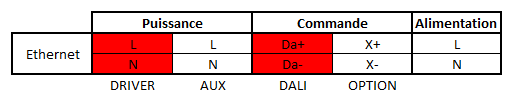 Puissance Commande Alimentation
Ethernet
L L Da+ X+ L
N N Da- X- N
DRIVER AUX DALI OPTION